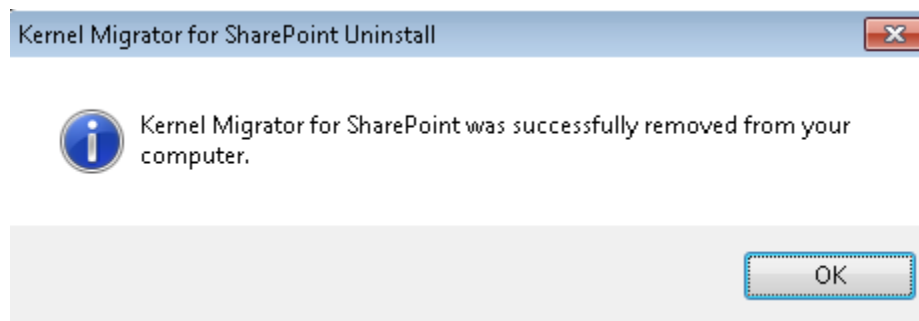 Kernel Migrator for SharePoint Uninstall
Kernel Migrator for SharePoint was successfully removed from your
computer.
OK